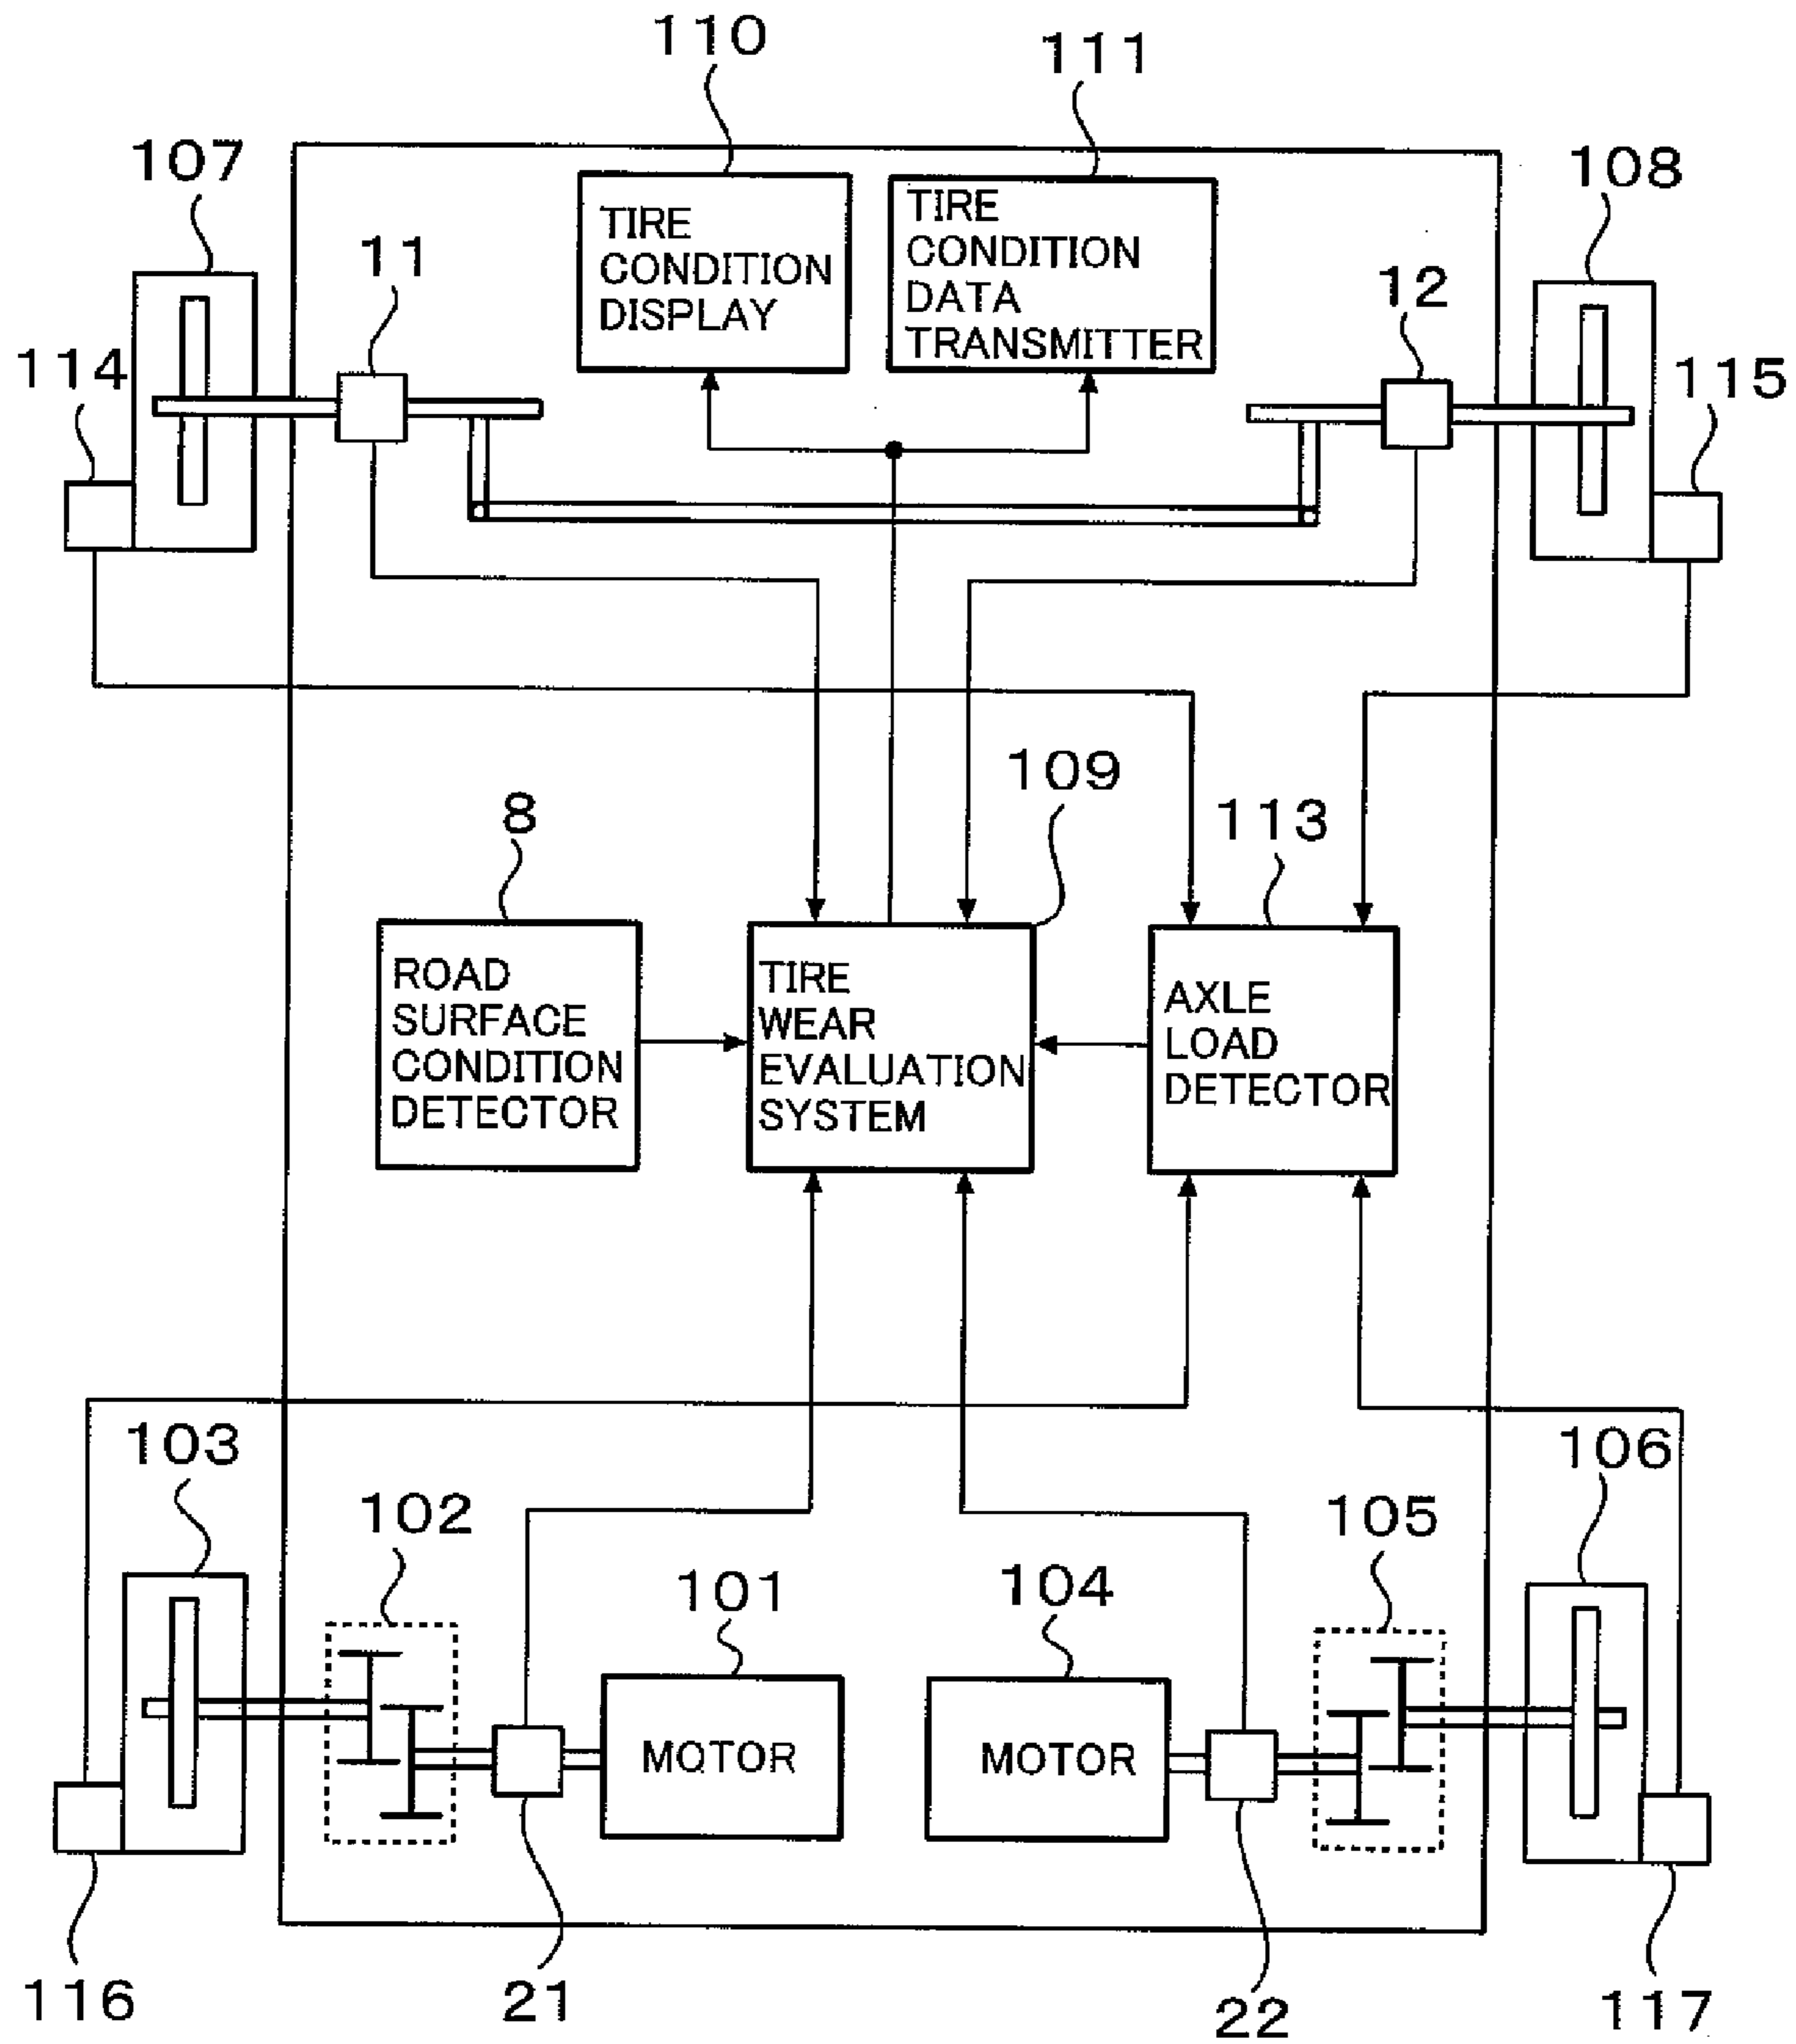 110
111
107
108
TIRE
CONDITION
DISPLAY
TIRE
CONDITION
DATA
TRANSMITTER
11
12
114
115
109
8
113
ROAD
SURFACE
CONDITION
DETECTOR
TIRE
WEAR
EVALUATION
SYSTEM
AXLE
LOAD
DETECTOR
103
106
102
105
101
104
MOTOR
MOTOR
116
21
22
117